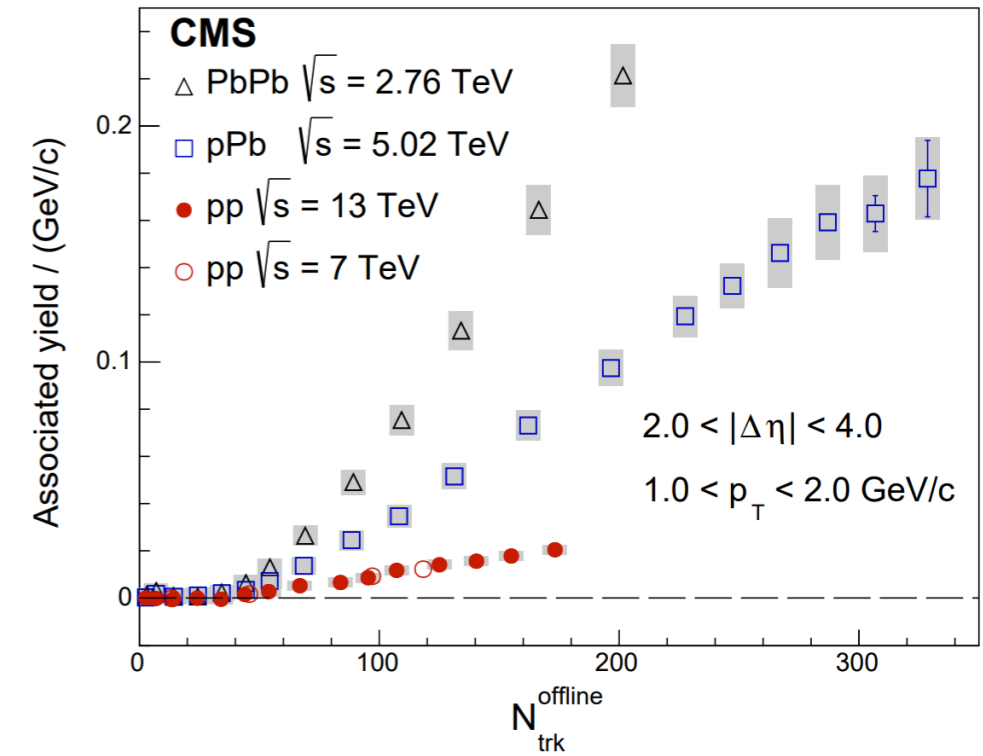 CMS
PbPb √s = 2.76 TeV
pPb √s = 5.02 TeV
pp √s = 13 TeV
pp √s = 7 TeV
2.0 < |Δη| < 4.0
1.0 < p_T < 2.0 GeV/c
Associated yield / (GeV/c)
0.2
0.1
0
0 100 200 300
N_trk^offline